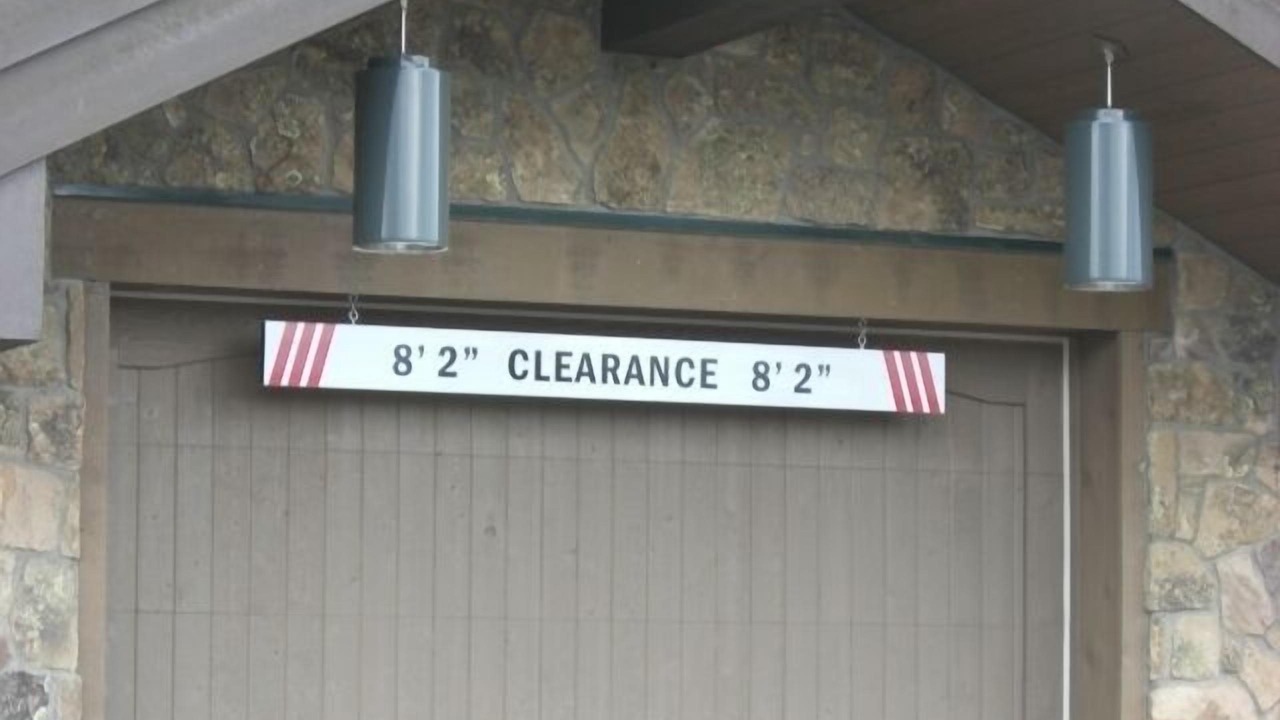 8’ 2” CLEARANCE 8’ 2”